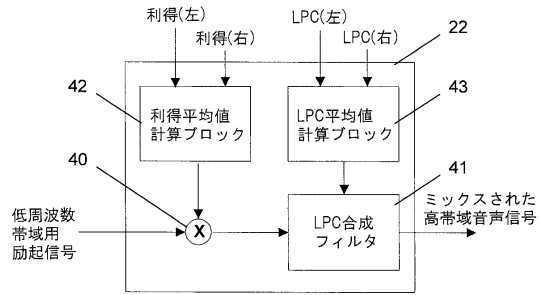 利得(左)
利得(右)
LPC(左)
LPC(右)
22
42
利得平均値
計算ブロック
LPC平均値
計算ブロック
43
40
41
低周波数
帯域用
励起信号
X
LPC合成
フィルタ
ミックスされた
高帯域音声信号